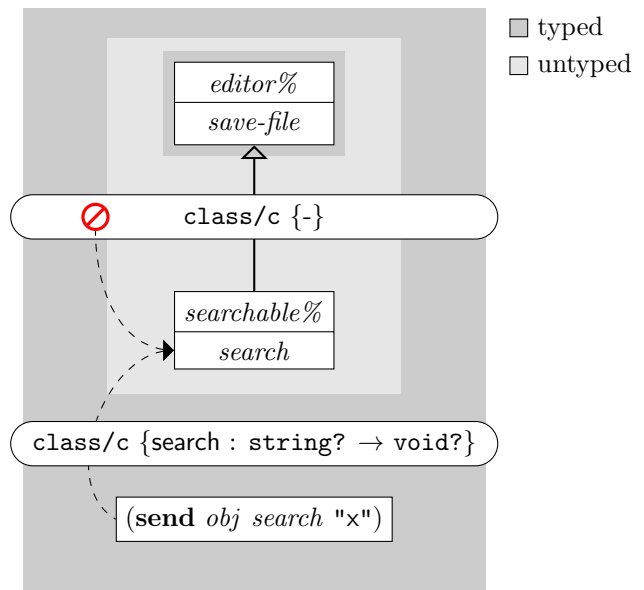 typed
untyped
editor%
save-file
class/c {-}
searchable%
search
class/c {search : string? → void?}
(send obj search "x")